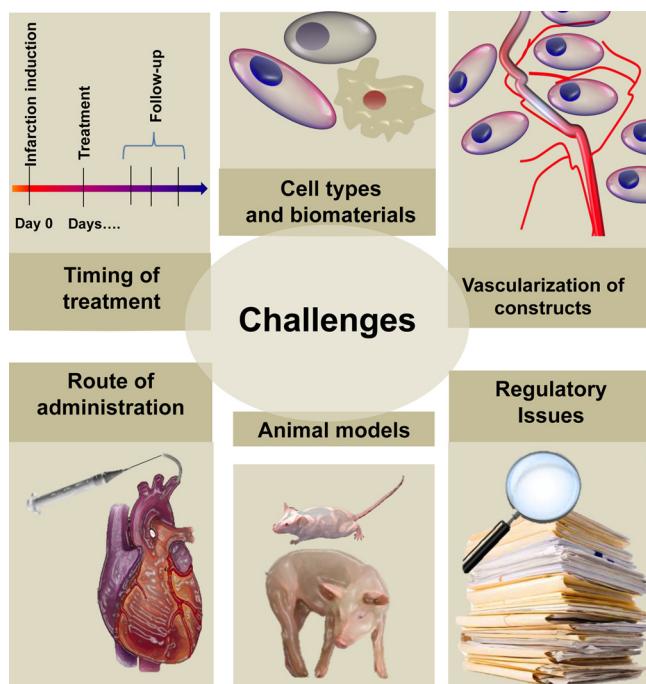 Infarction induction
Treatment
Follow-up
Day 0
Days....
Timing of
treatment
Cell types
and biomaterials
Vascularization of
constructs
Challenges
Route of
administration
Animal models
Regulatory
Issues